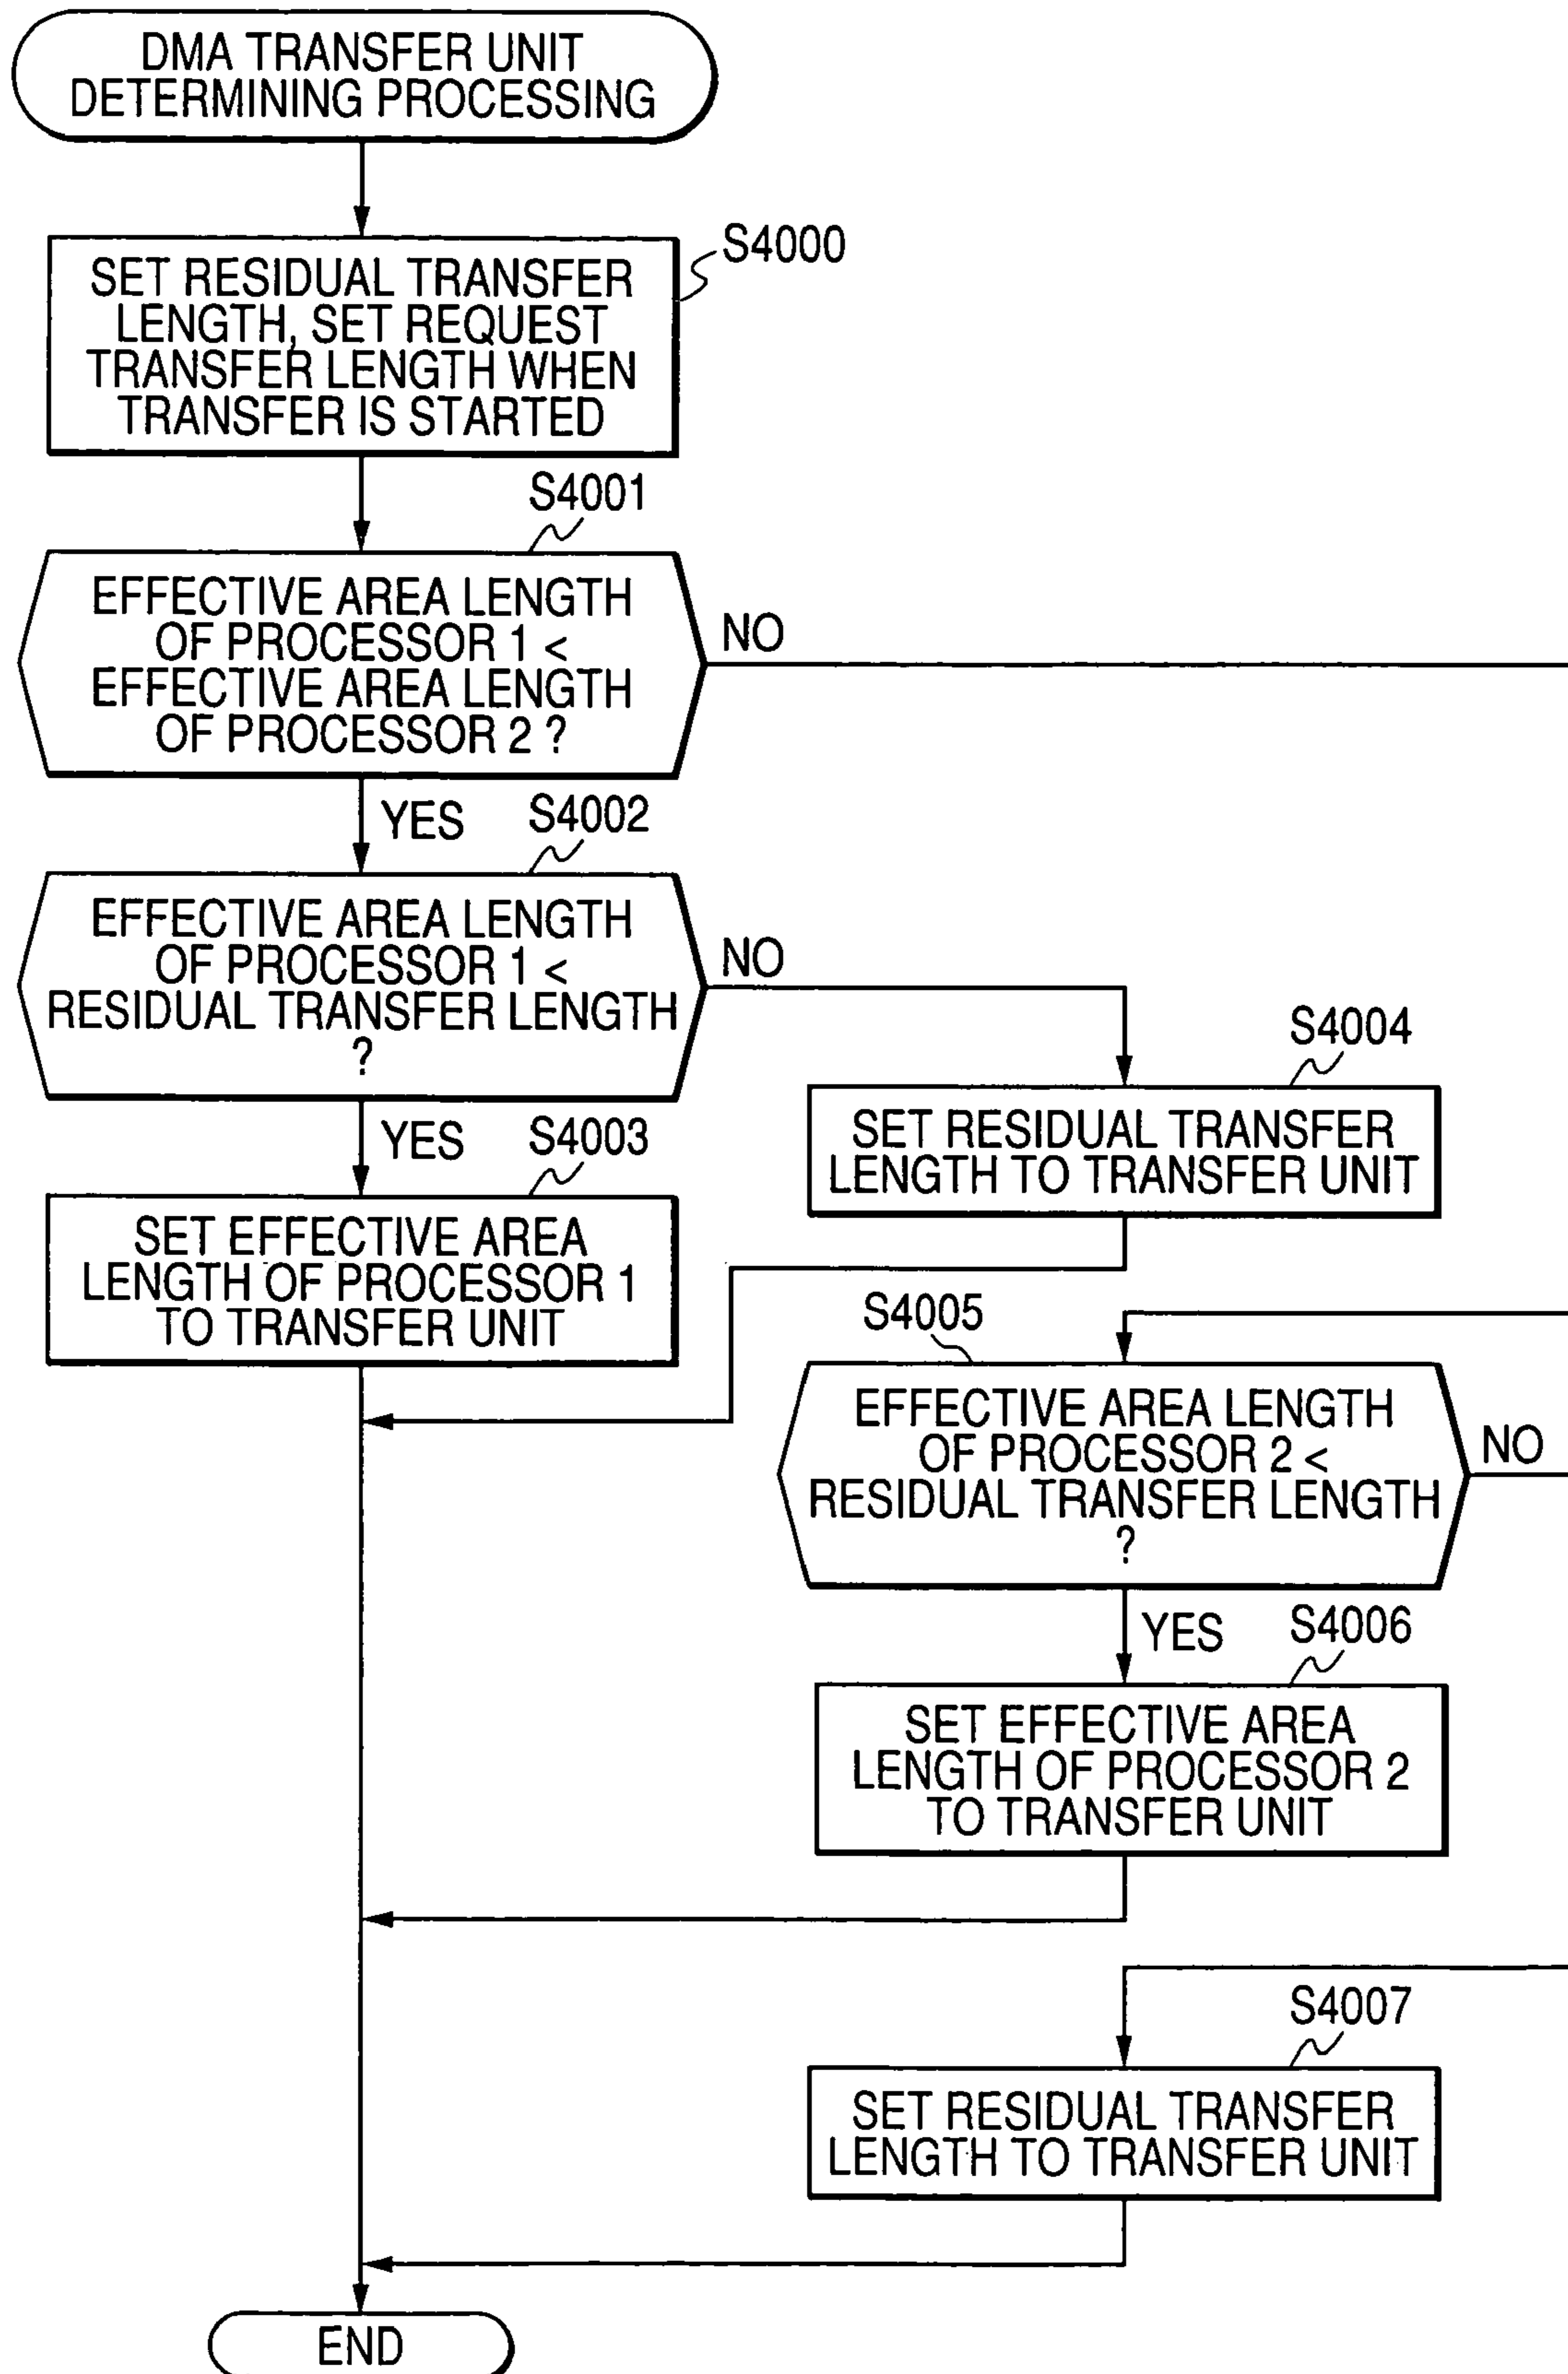 DMA TRANSFER UNIT
DETERMINING PROCESSING
S4000
SET RESIDUAL TRANSFER
LENGTH, SET REQUEST
TRANSFER LENGTH WHEN
TRANSFER IS STARTED
S4001
EFFECTIVE AREA LENGTH
OF PROCESSOR 1 <
EFFECTIVE AREA LENGTH
OF PROCESSOR 2 ?
NO
YES
S4002
EFFECTIVE AREA LENGTH
OF PROCESSOR 1 <
RESIDUAL TRANSFER LENGTH
?
NO
YES
S4003
SET EFFECTIVE AREA
LENGTH OF PROCESSOR 1
TO TRANSFER UNIT
S4004
SET RESIDUAL TRANSFER
LENGTH TO TRANSFER UNIT
S4005
EFFECTIVE AREA LENGTH
OF PROCESSOR 2 <
RESIDUAL TRANSFER LENGTH
?
NO
YES
S4006
SET EFFECTIVE AREA
LENGTH OF PROCESSOR 2
TO TRANSFER UNIT
S4007
SET RESIDUAL TRANSFER
LENGTH TO TRANSFER UNIT
END